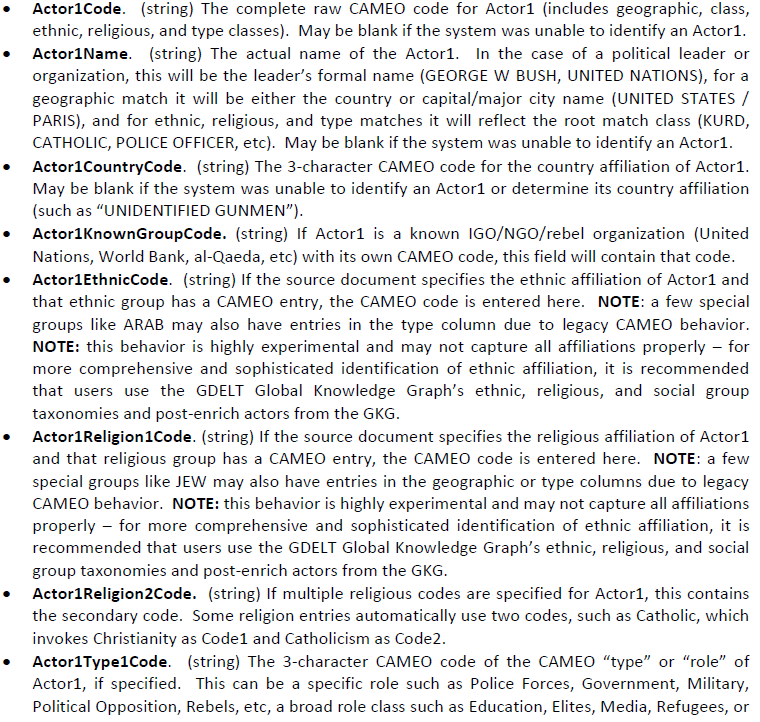 • Actor1Code. (string) The complete raw CAMEO code for Actor1 (includes geographic, class,
ethnic, religious, and type classes). May be blank if the system was unable to identify an Actor1.
• Actor1Name. (string) The actual name of the Actor1. In the case of a political leader or
organization, this will be the leader’s formal name (GEORGE W BUSH, UNITED NATIONS), for a
geographic match it will be either the country or capital/major city name (UNITED STATES /
PARIS), and for ethnic, religious, and type matches it will reflect the root match class (KURD,
CATHOLIC, POLICE OFFICER, etc). May be blank if the system was unable to identify an Actor1.
• Actor1CountryCode. (string) The 3-character CAMEO code for the country affiliation of Actor1.
May be blank if the system was unable to identify an Actor1 or determine its country affiliation
(such as “UNIDENTIFIED GUNMEN”).
• Actor1KnownGroupCode. (string) If Actor1 is a known IGO/NGO/rebel organization (United
Nations, World Bank, al-Qaeda, etc) with its own CAMEO code, this field will contain that code.
• Actor1EthnicCode. (string) If the source document specifies the ethnic affiliation of Actor1 and
that ethnic group has a CAMEO entry, the CAMEO code is entered here. NOTE: a few special
groups like ARAB may also have entries in the type column due to legacy CAMEO behavior.
NOTE: this behavior is highly experimental and may not capture all affiliations properly – for
more comprehensive and sophisticated identification of ethnic affiliation, it is recommended
that users use the GDELT Global Knowledge Graph’s ethnic, religious, and social group
taxonomies and post-enrich actors from the GKG.
• Actor1Religion1Code. (string) If the source document specifies the religious affiliation of Actor1
and that religious group has a CAMEO entry, the CAMEO code is entered here. NOTE: a few
special groups like JEW may also have entries in the geographic or type columns due to legacy
CAMEO behavior. NOTE: this behavior is highly experimental and may not capture all affiliations
properly – for more comprehensive and sophisticated identification of ethnic affiliation, it is
recommended that users use the GDELT Global Knowledge Graph’s ethnic, religious, and social
group taxonomies and post-enrich actors from the GKG.
• Actor1Religion2Code. (string) If multiple religious codes are specified for Actor1, this contains
the secondary code. Some religion entries automatically use two codes, such as Catholic, which
invokes Christianity as Code1 and Catholicism as Code2.
• Actor1Type1Code. (string) The 3-character CAMEO code of the CAMEO “type” or “role” of
Actor1, if specified. This can be a specific role such as Police Forces, Government, Military,
Political Opposition, Rebels, etc, a broad role class such as Education, Elites, Media, Refugees, or